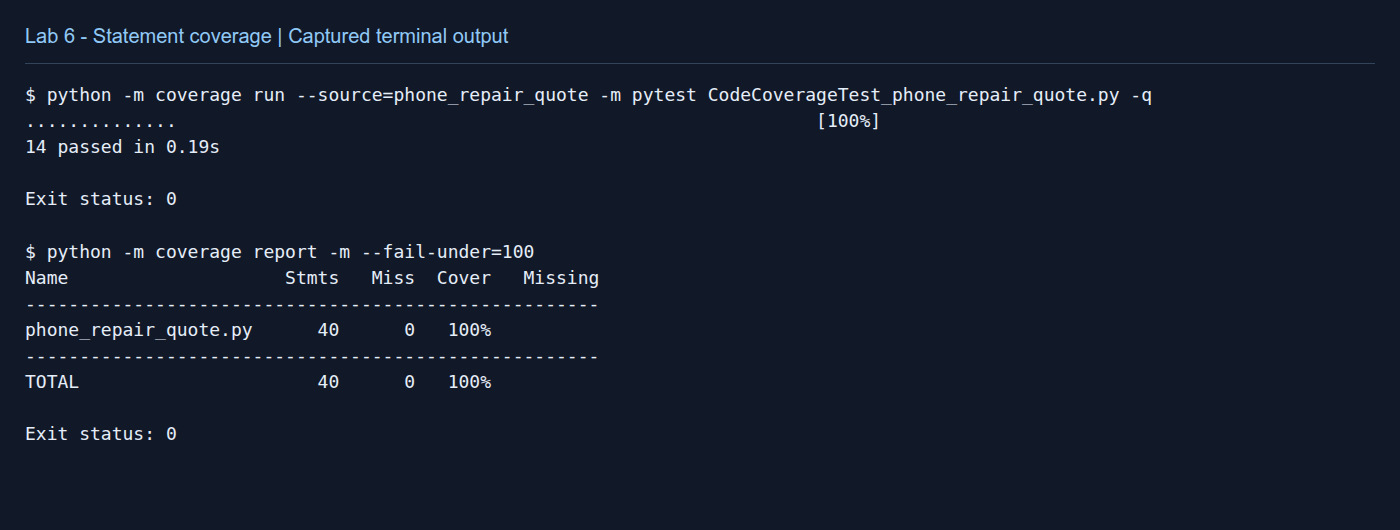 Lab 6 - Statement coverage | Captured terminal output
$ python -m coverage run --source=phone_repair_quote -m pytest CodeCoverageTest_phone_repair_quote.py -q
.............. [100%]
14 passed in 0.19s
Exit status: 0
$ python -m coverage report -m --fail-under=100
Name                    Stmts   Miss  Cover   Missing
-----------------------------------------------------
phone_repair_quote.py      40      0   100%
-----------------------------------------------------
TOTAL                      40      0   100%
Exit status: 0